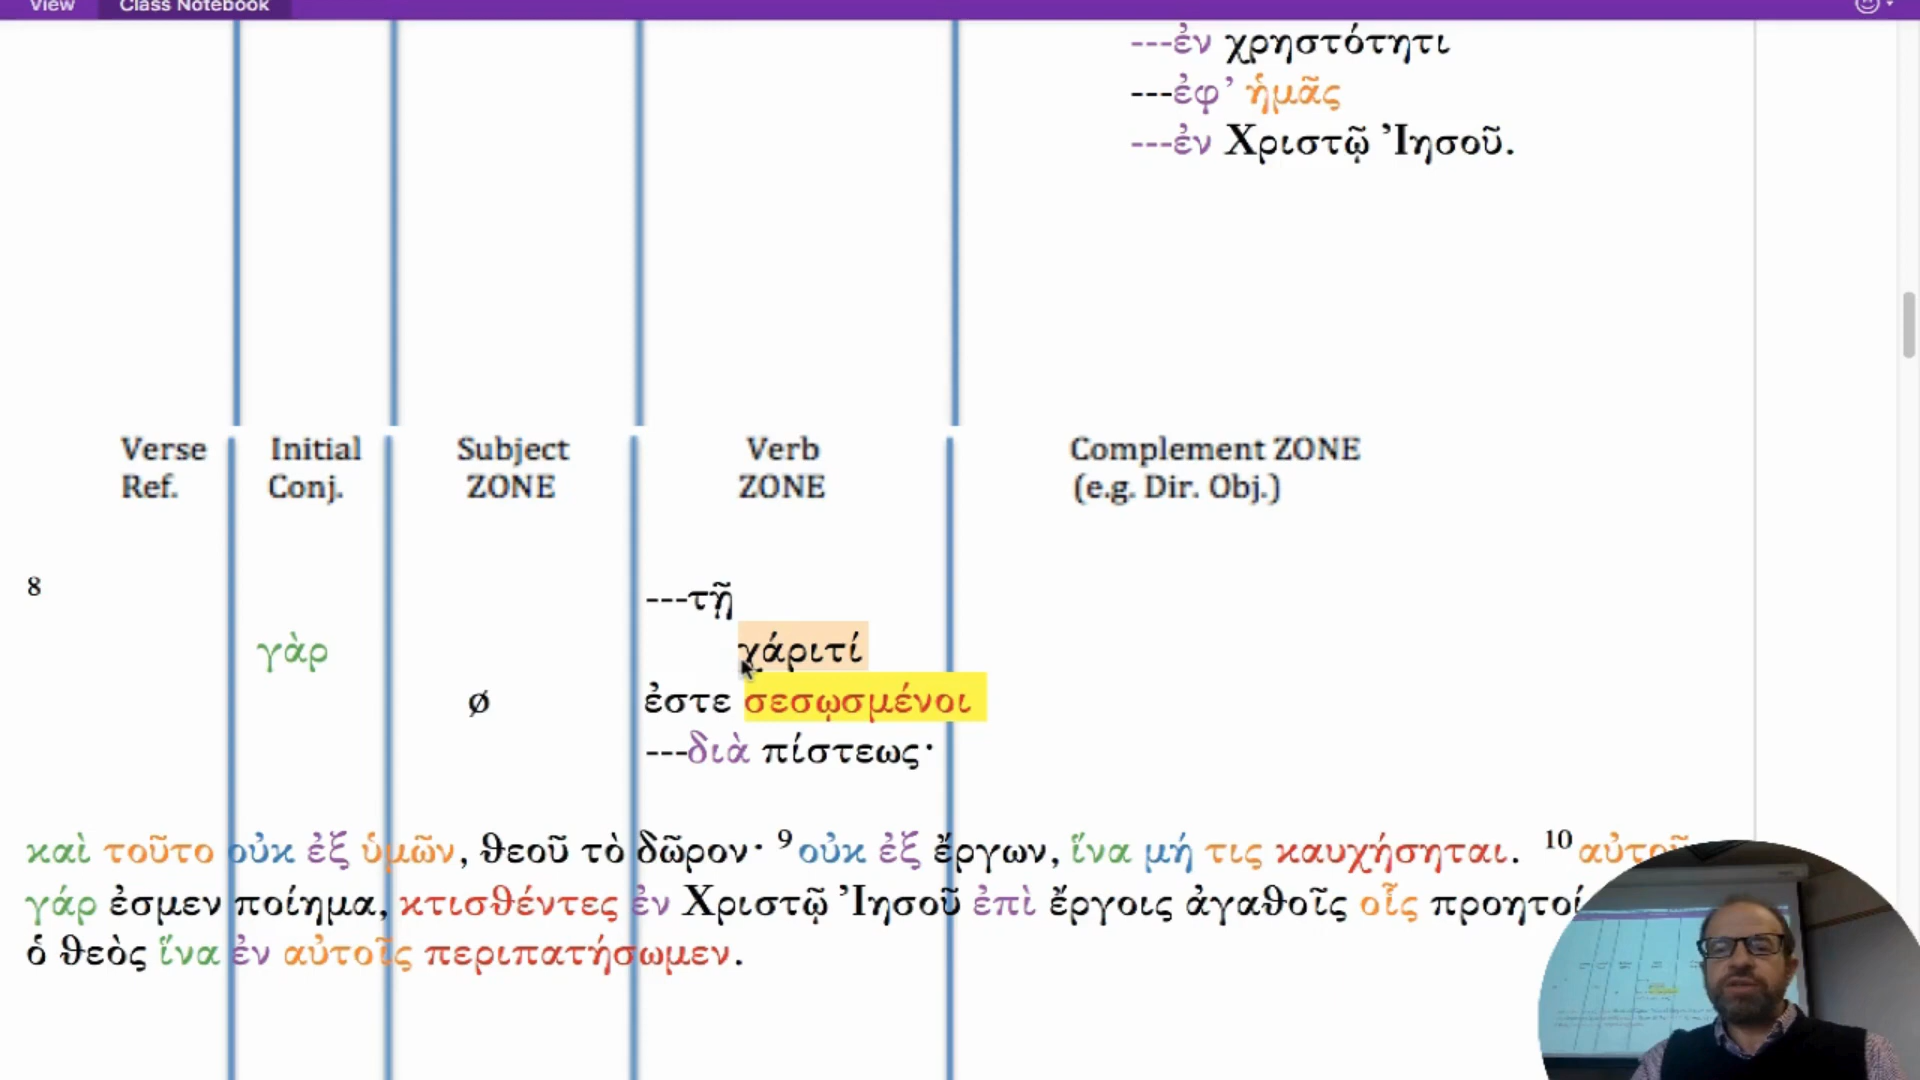 View Class Notebook
---ἐν χρηστότητι
---ἐφ’ ἡμᾶς
---ἐν Χριστῷ Ἰησοῦ.
Verse Initial Subject Verb Complement ZONE
Ref. Conj. ZONE ZONE (e.g. Dir. Obj.)
8 ---τῇ
γὰρ χάριτί
ø ἐστε σεσῳσμένοι
---διὰ πίστεως·
καὶ τοῦτο οὐκ ἐξ ὑμῶν, θεοῦ τὸ δῶρον· 9 οὐκ ἐξ ἔργων, ἵνα μή τις καυχήσηται. 10
γάρ ἐσμεν ποίημα, κτισθέντες ἐν Χριστῷ Ἰησοῦ ἐπὶ ἔργοις ἀγαθοῖς οἷς
ὁ θεὸς ἵνα ἐν αὐτοῖς περιπατήσωμεν.